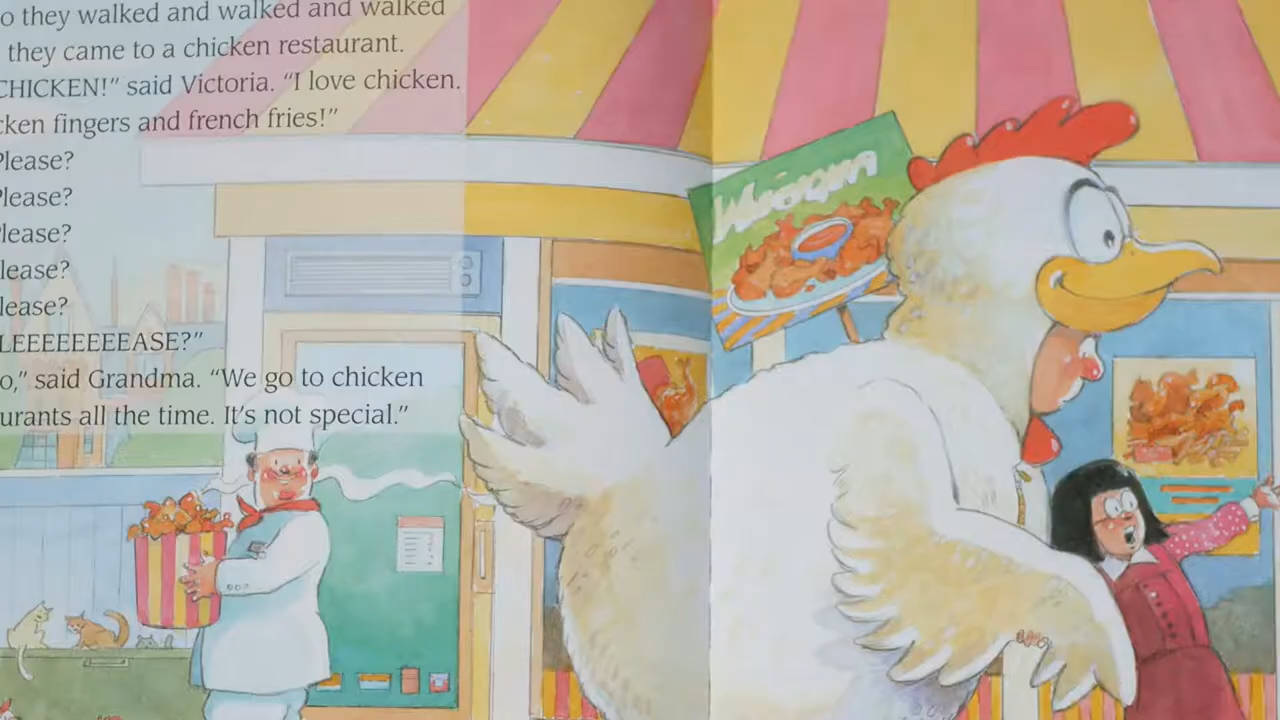 o they walked and walked and walked
they came to a chicken restaurant.
CHICKEN!” said Victoria. “I love chicken.
cken fingers and french fries!”
Please?
Please?
lease?
lease?
lease?
LEEEEEEEEASE?”
o,” said Grandma. “We go to chicken
urants all the time. It’s not special.”